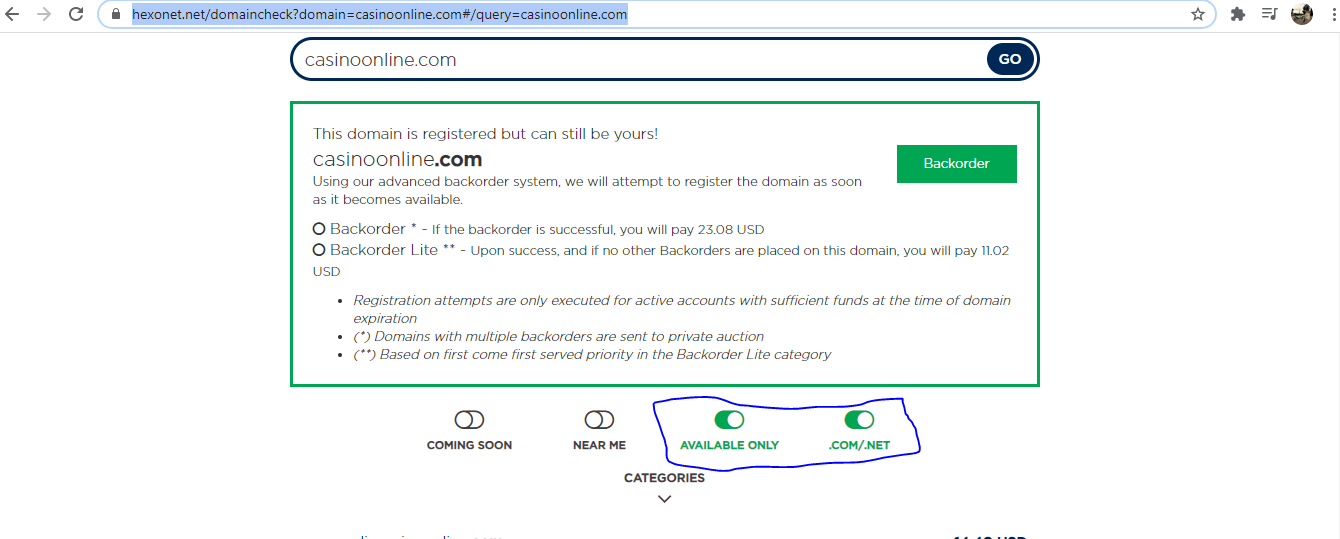 hexonet.net/domaincheck?domain=casinoonline.com#/query=casinoonline.com
casinoonline.com GO
This domain is registered but can still be yours!
casinoonline.com
Backorder
Using our advanced backorder system, we will attempt to register the domain as soon
as it becomes available.
Backorder * - If the backorder is successful, you will pay 23.08 USD
Backorder Lite ** - Upon success, and if no other Backorders are placed on this domain, you will pay 11.02
USD
• Registration attempts are only executed for active accounts with sufficient funds at the time of domain
expiration
• (*) Domains with multiple backorders are sent to private auction
• (**) Based on first come first served priority in the Backorder Lite category
COMING SOON NEAR ME AVAILABLE ONLY .COM/.NET
CATEGORIES